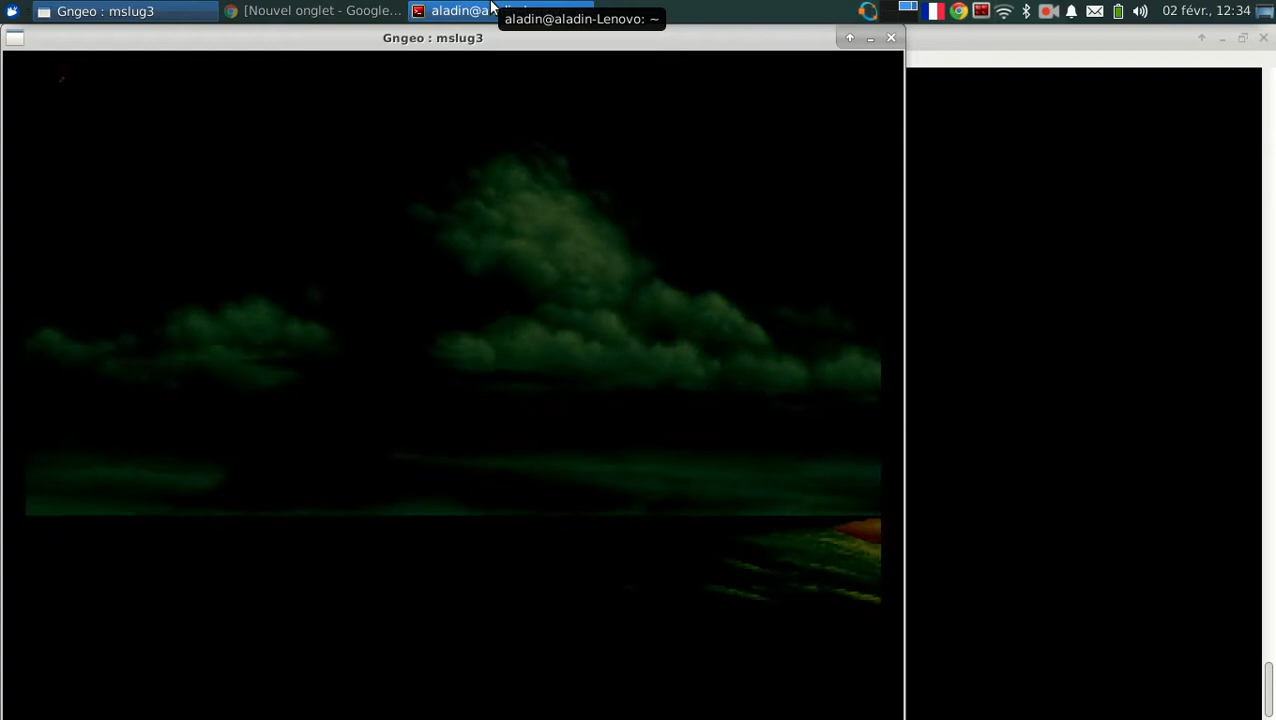 Gngeo : mslug3
[Nouvel onglet - Google...
aladin@a
02 févr., 12:34
aladin@aladin-Lenovo: ~
Gngeo : mslug3